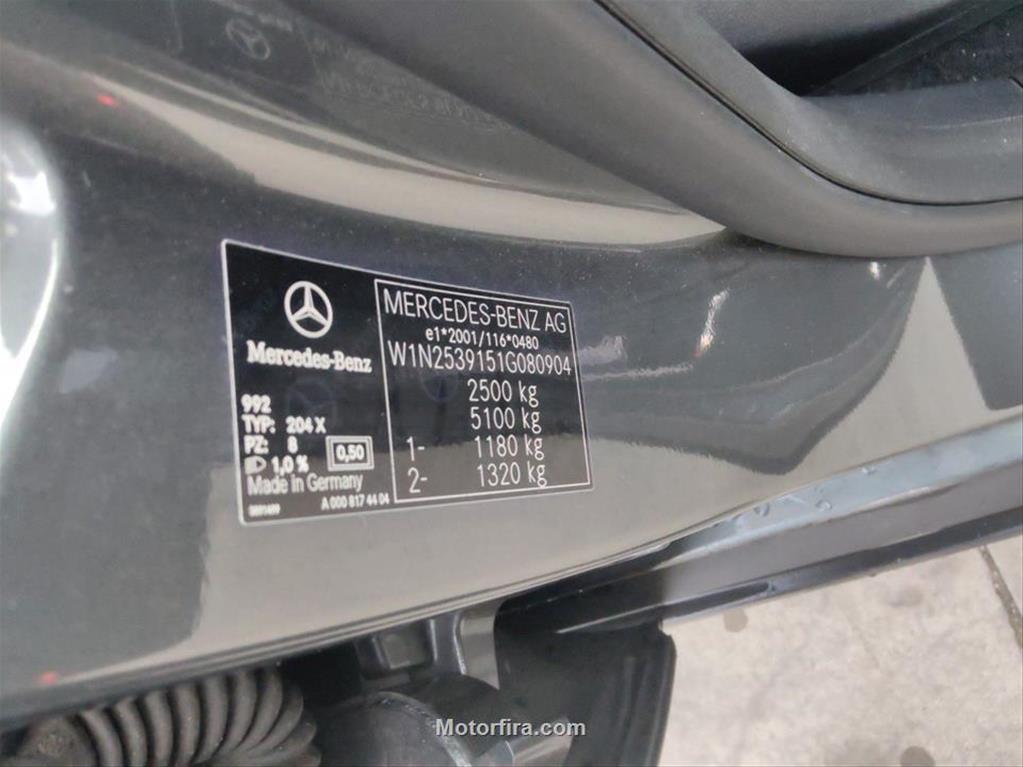 Mercedes-Benz
992
TYP: 204 X
PZ: 8
1,0 %
0,50
Made in Germany
A 000 817 44 04
MERCEDES-BENZ AG
e1*2001/116*0480
W1N2539151G080904
2500 kg
5100 kg
1- 1180 kg
2- 1320 kg
Motorfira.com